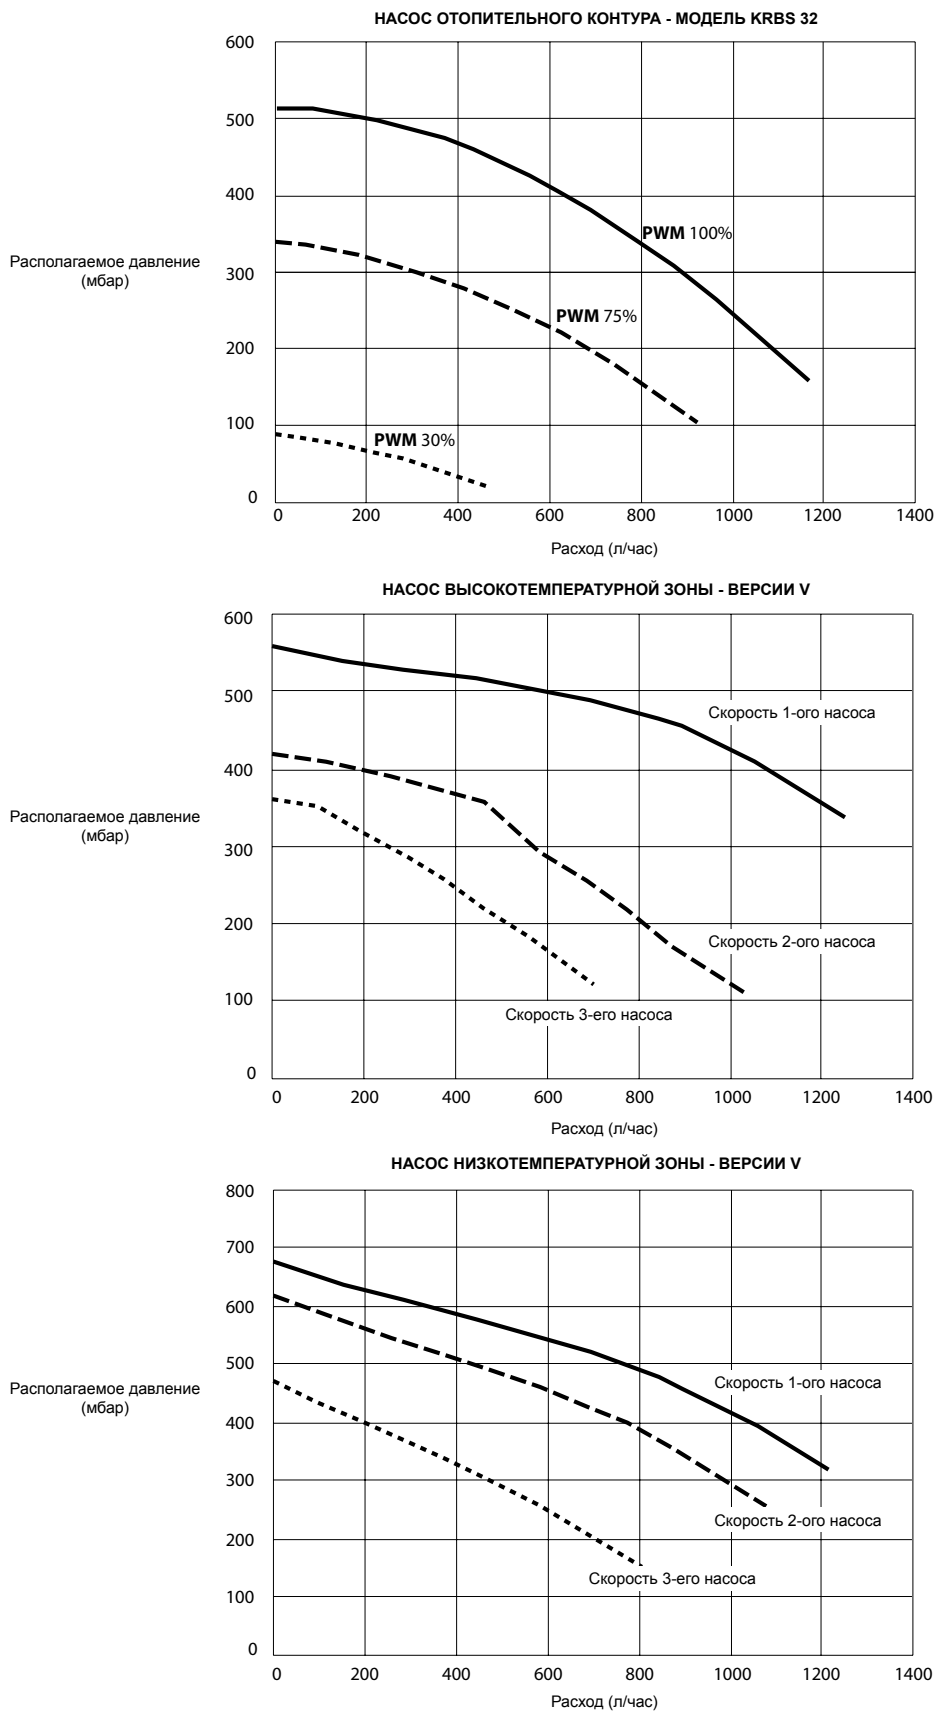 НАСОС ОТОПИТЕЛЬНОГО КОНТУРА - МОДЕЛЬ KRBS 32
600
500
400
300
200
100
0
Располагаемое давление
(мбар)
PWM 100%
PWM 75%
PWM 30%
0 200 400 600 800 1000 1200 1400
Расход (л/час)
НАСОС ВЫСОКОТЕМПЕРАТУРНОЙ ЗОНЫ - ВЕРСИИ V
600
500
400
300
200
100
0
Располагаемое давление
(мбар)
Скорость 1-ого насоса
Скорость 2-ого насоса
Скорость 3-его насоса
0 200 400 600 800 1000 1200 1400
Расход (л/час)
НАСОС НИЗКОТЕМПЕРАТУРНОЙ ЗОНЫ - ВЕРСИИ V
800
700
600
500
400
300
200
100
0
Располагаемое давление
(мбар)
Скорость 1-ого насоса
Скорость 2-ого насоса
Скорость 3-его насоса
0 200 400 600 800 1000 1200 1400
Расход (л/час)